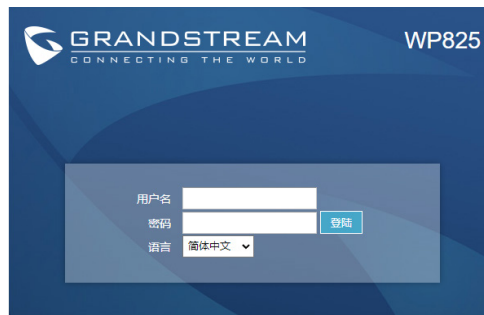 GRANDSTREAM
CONNECTING THE WORLD
WP825
用户名
密码
登陆
语言
简体中文